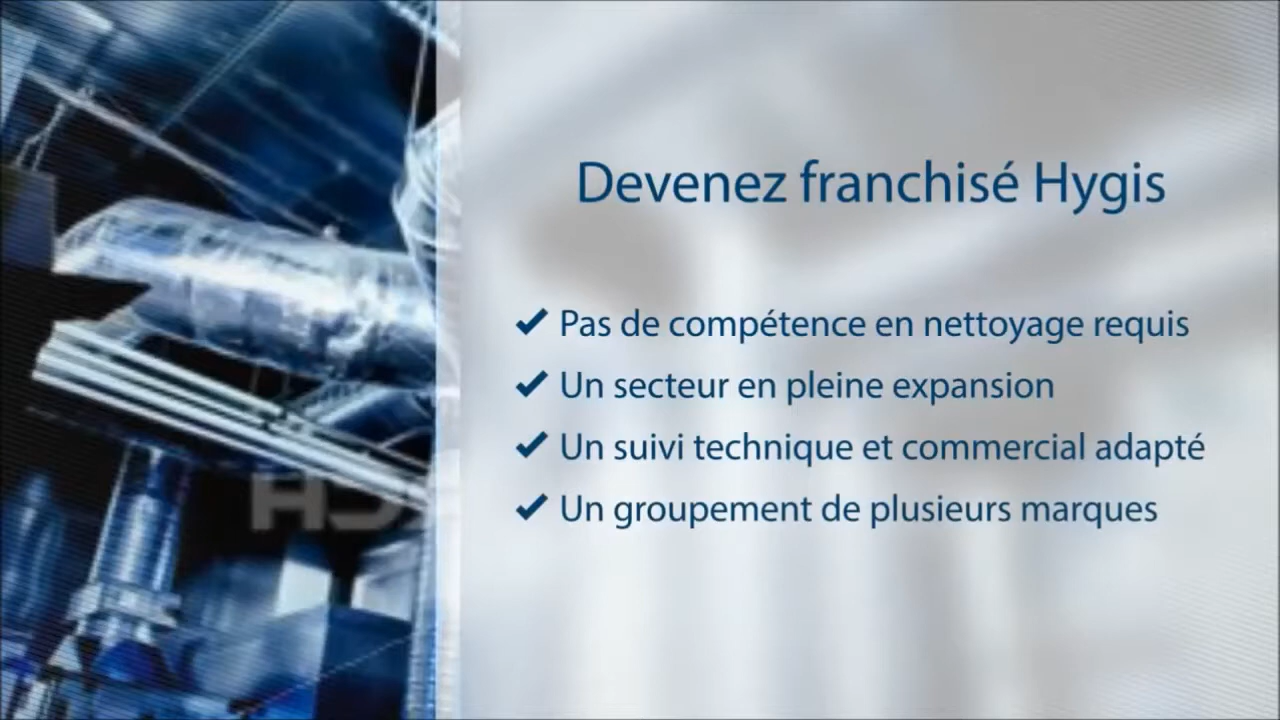 Devenez franchisé Hygis
Pas de compétence en nettoyage requis
Un secteur en pleine expansion
Un suivi technique et commercial adapté
Un groupement de plusieurs marques